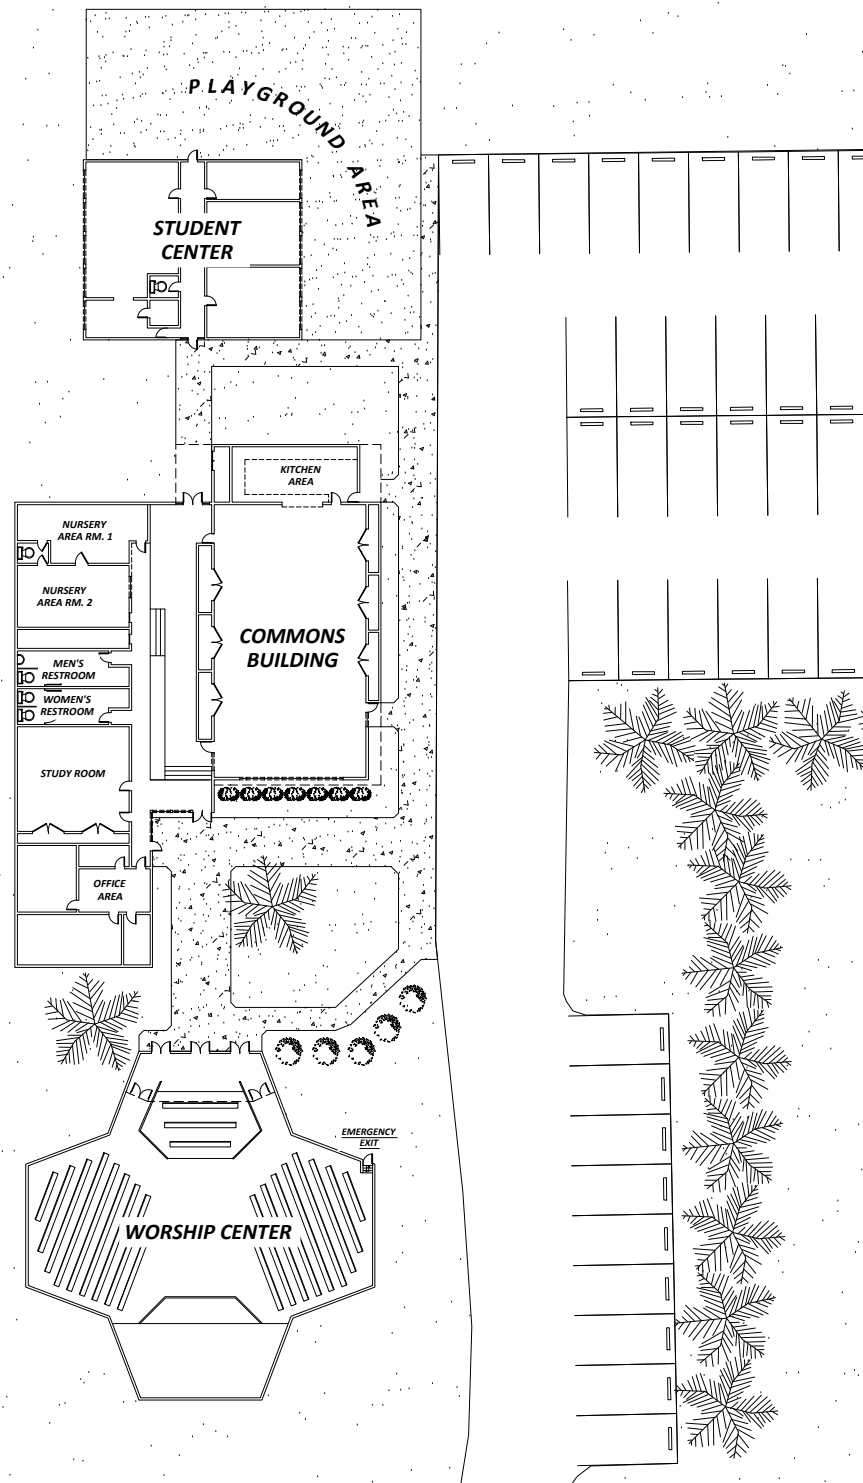 PLAYGROUND AREA
STUDENT
CENTER
KITCHEN
AREA
NURSERY
AREA RM. 1
NURSERY
AREA RM. 2
COMMONS
BUILDING
MEN'S
RESTROOM
WOMEN'S
RESTROOM
STUDY ROOM
OFFICE
AREA
EMERGENCY
EXIT
WORSHIP CENTER